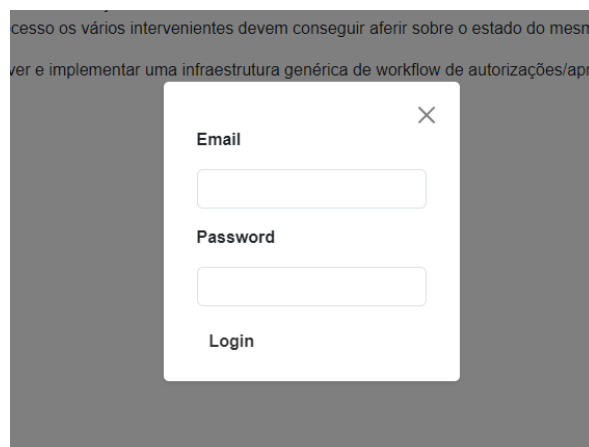 cesso os vários intervenientes devem conseguir aferir sobre o estado do mesm
ver e implementar uma infraestrutura genérica de workflow de autorizações/apr
Email
Password
Login